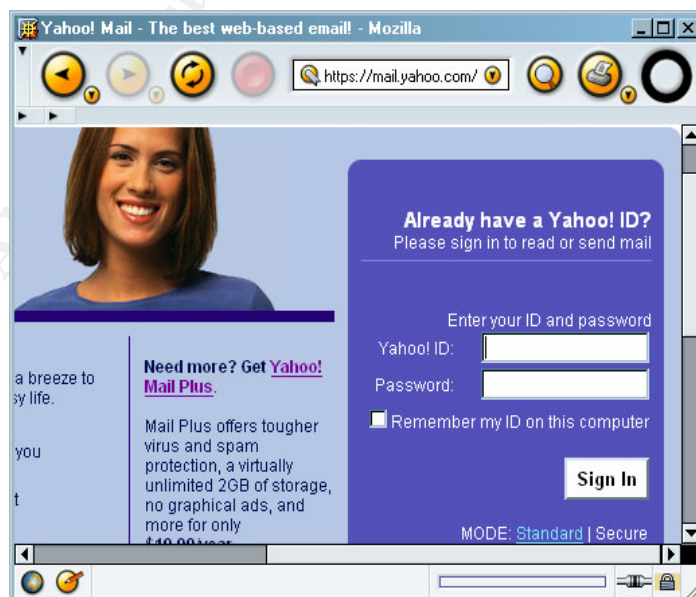 Yahoo! Mail - The best web-based email! - Mozilla
https://mail.yahoo.com/
Already have a Yahoo! ID?
Please sign in to read or send mail
Enter your ID and password
Yahoo! ID:
Password:
Remember my ID on this computer
Sign In
MODE: Standard | Secure
a breeze to
sy life.
you
t
Need more? Get Yahoo!
Mail Plus.
Mail Plus offers tougher
virus and spam
protection, a virtually
unlimited 2GB of storage,
no graphical ads, and
more for only